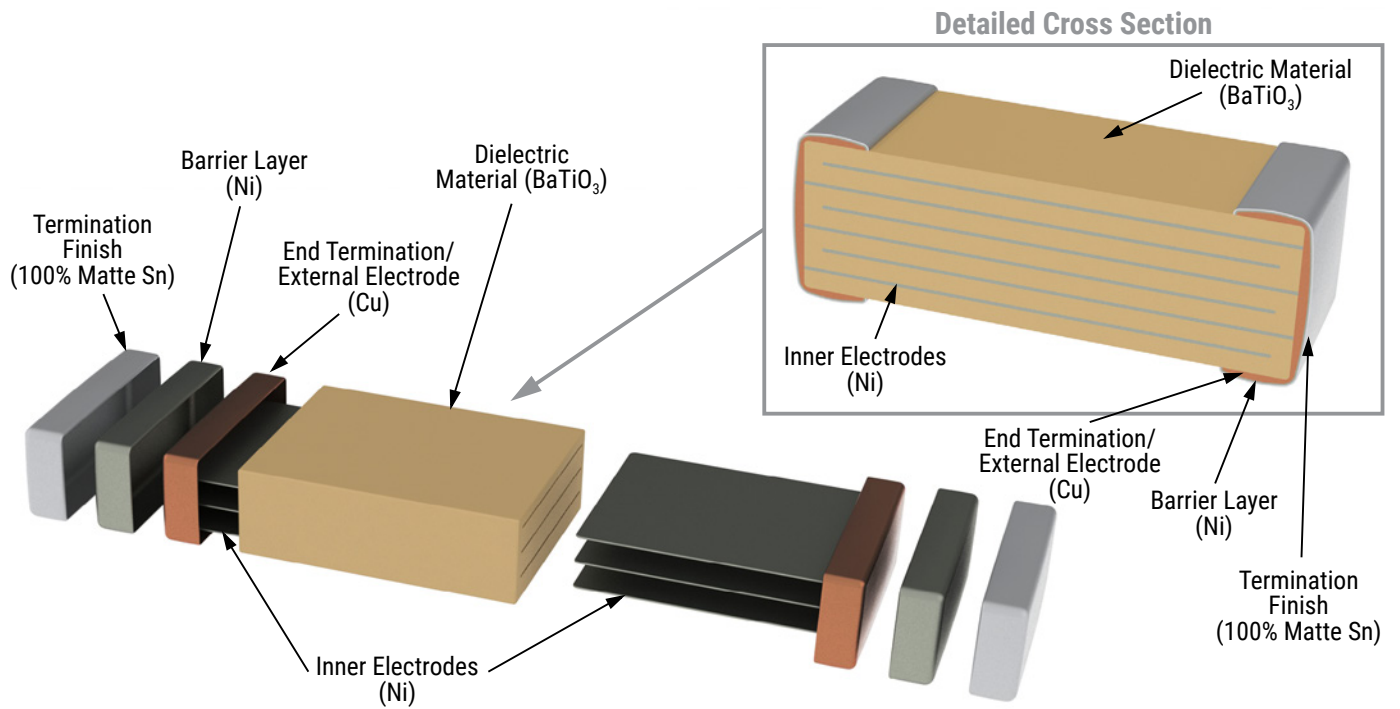 Detailed Cross Section
Dielectric Material
(BaTiO₃)
Inner Electrodes
(Ni)
End Termination/
External Electrode
(Cu)
Barrier Layer
(Ni)
Termination
Finish
(100% Matte Sn)
Termination
Finish
(100% Matte Sn)
Barrier Layer
(Ni)
End Termination/
External Electrode
(Cu)
Dielectric
Material (BaTiO₃)
Inner Electrodes
(Ni)